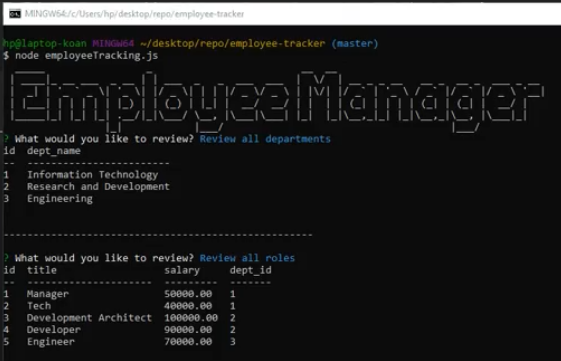 MINGW64:/c/Users/hp/desktop/repo/employee-tracker
hp@laptop-koan MINGW64 ~/desktop/repo/employee-tracker (master)
$ node employeeTracking.js
Employee Manager
? What would you like to review? Review all departments
id dept_name
-- ----------------------
1 Information Technology
2 Research and Development
3 Engineering
--------------------------------------------------
? What would you like to review? Review all roles
id title salary dept_id
-- --------------------- --------- -------
1 Manager 50000.00 1
2 Tech 40000.00 1
3 Development Architect 100000.00 2
4 Developer 90000.00 2
5 Engineer 70000.00 3